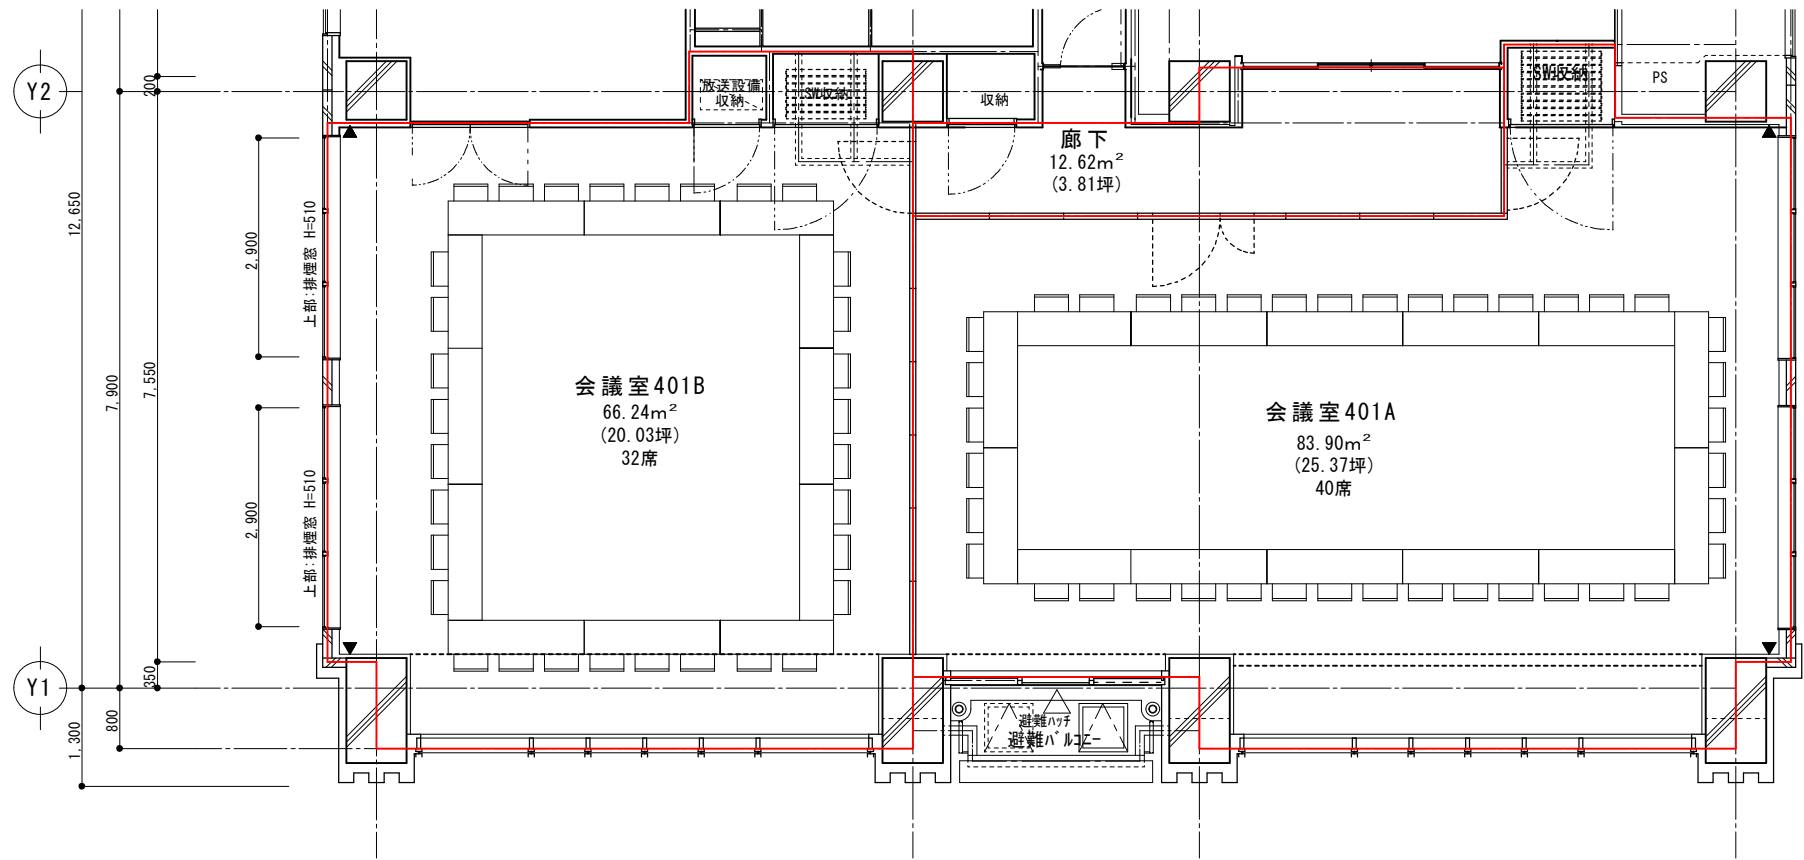 Y2
200
放送設備
収納
SW収納
収納
SW収納
PS
廊下
12.62m²
(3.81坪)
12,650
2,900
上部:排煙窓 H=510
7,900
7,550
会議室401B
66.24m²
(20.03坪)
32席
会議室401A
83.90m²
(25.37坪)
40席
2,900
上部:排煙窓 H=510
Y1
350
800
1,300
避難ハッチ
避難バルコニー